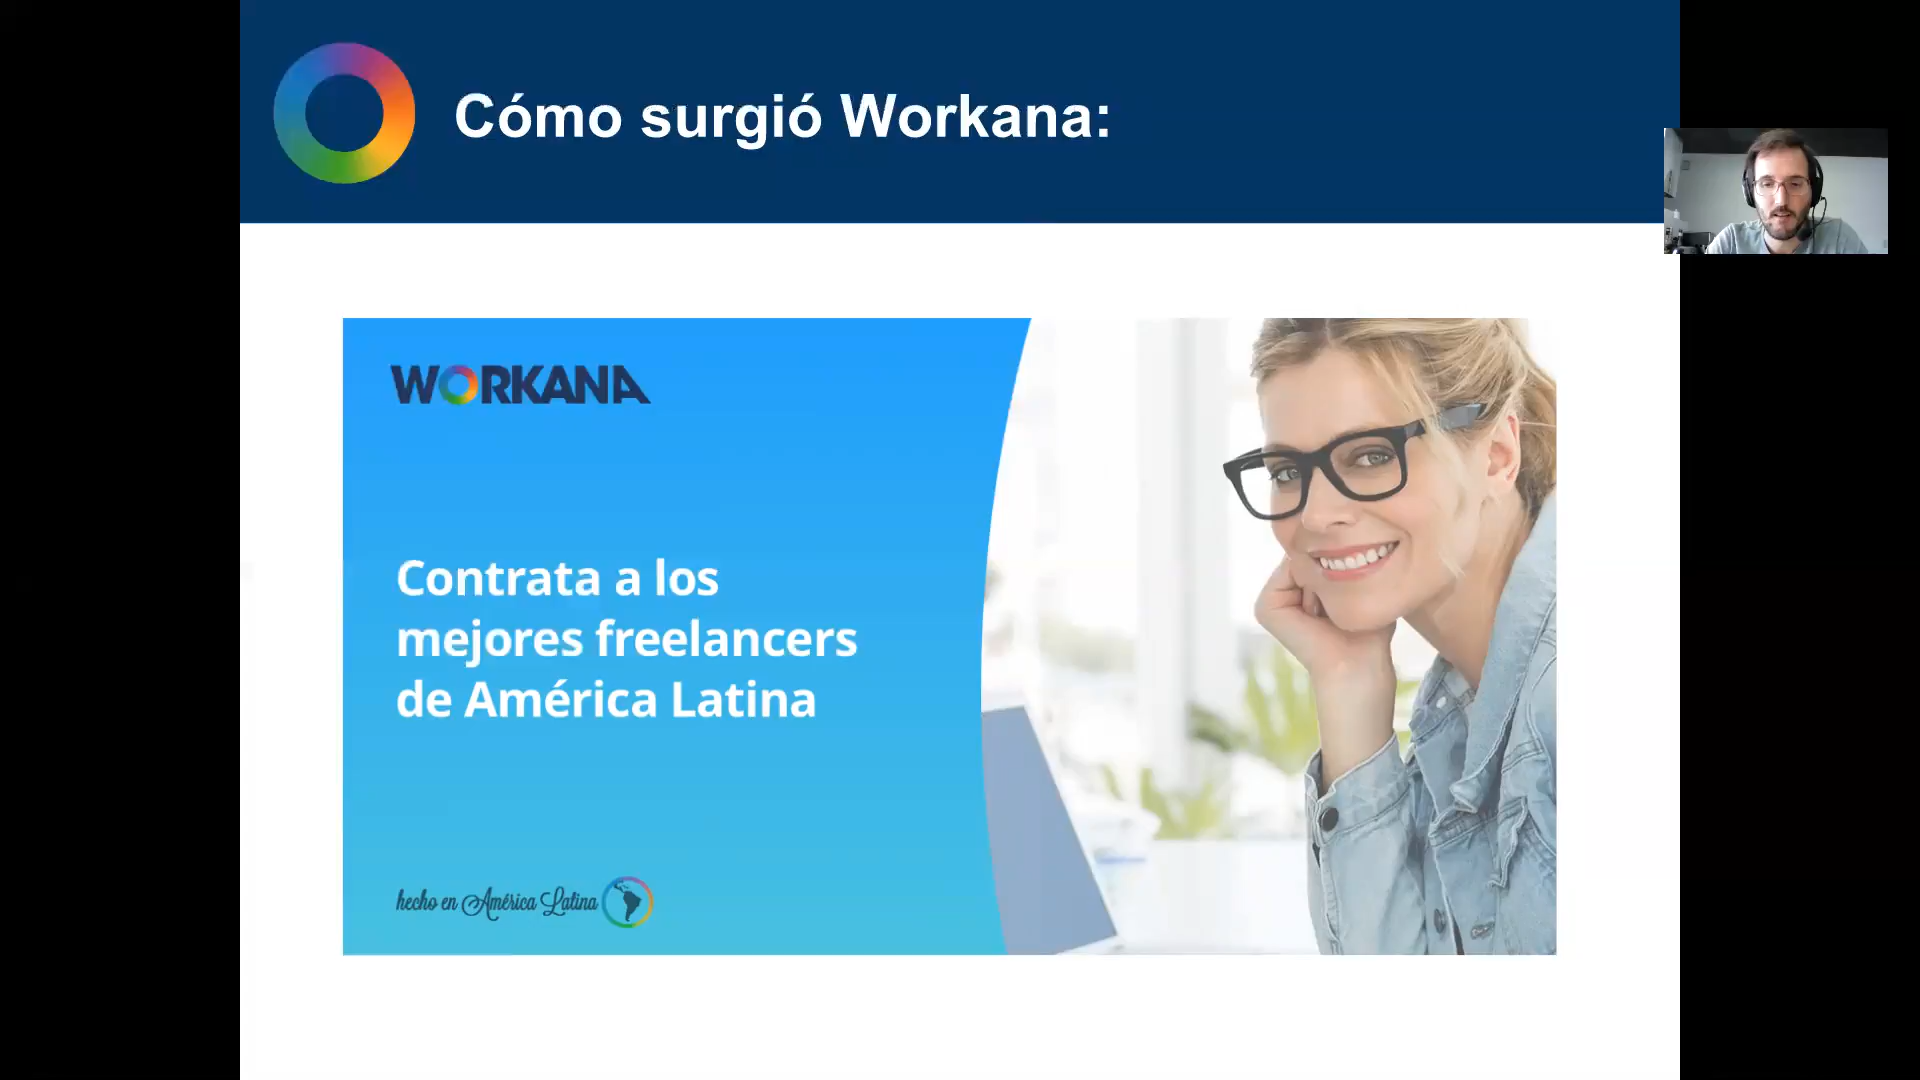 Cómo surgió Workana:
WORKANA
Contrata a los
mejores freelancers
de América Latina
hecho en América Latina